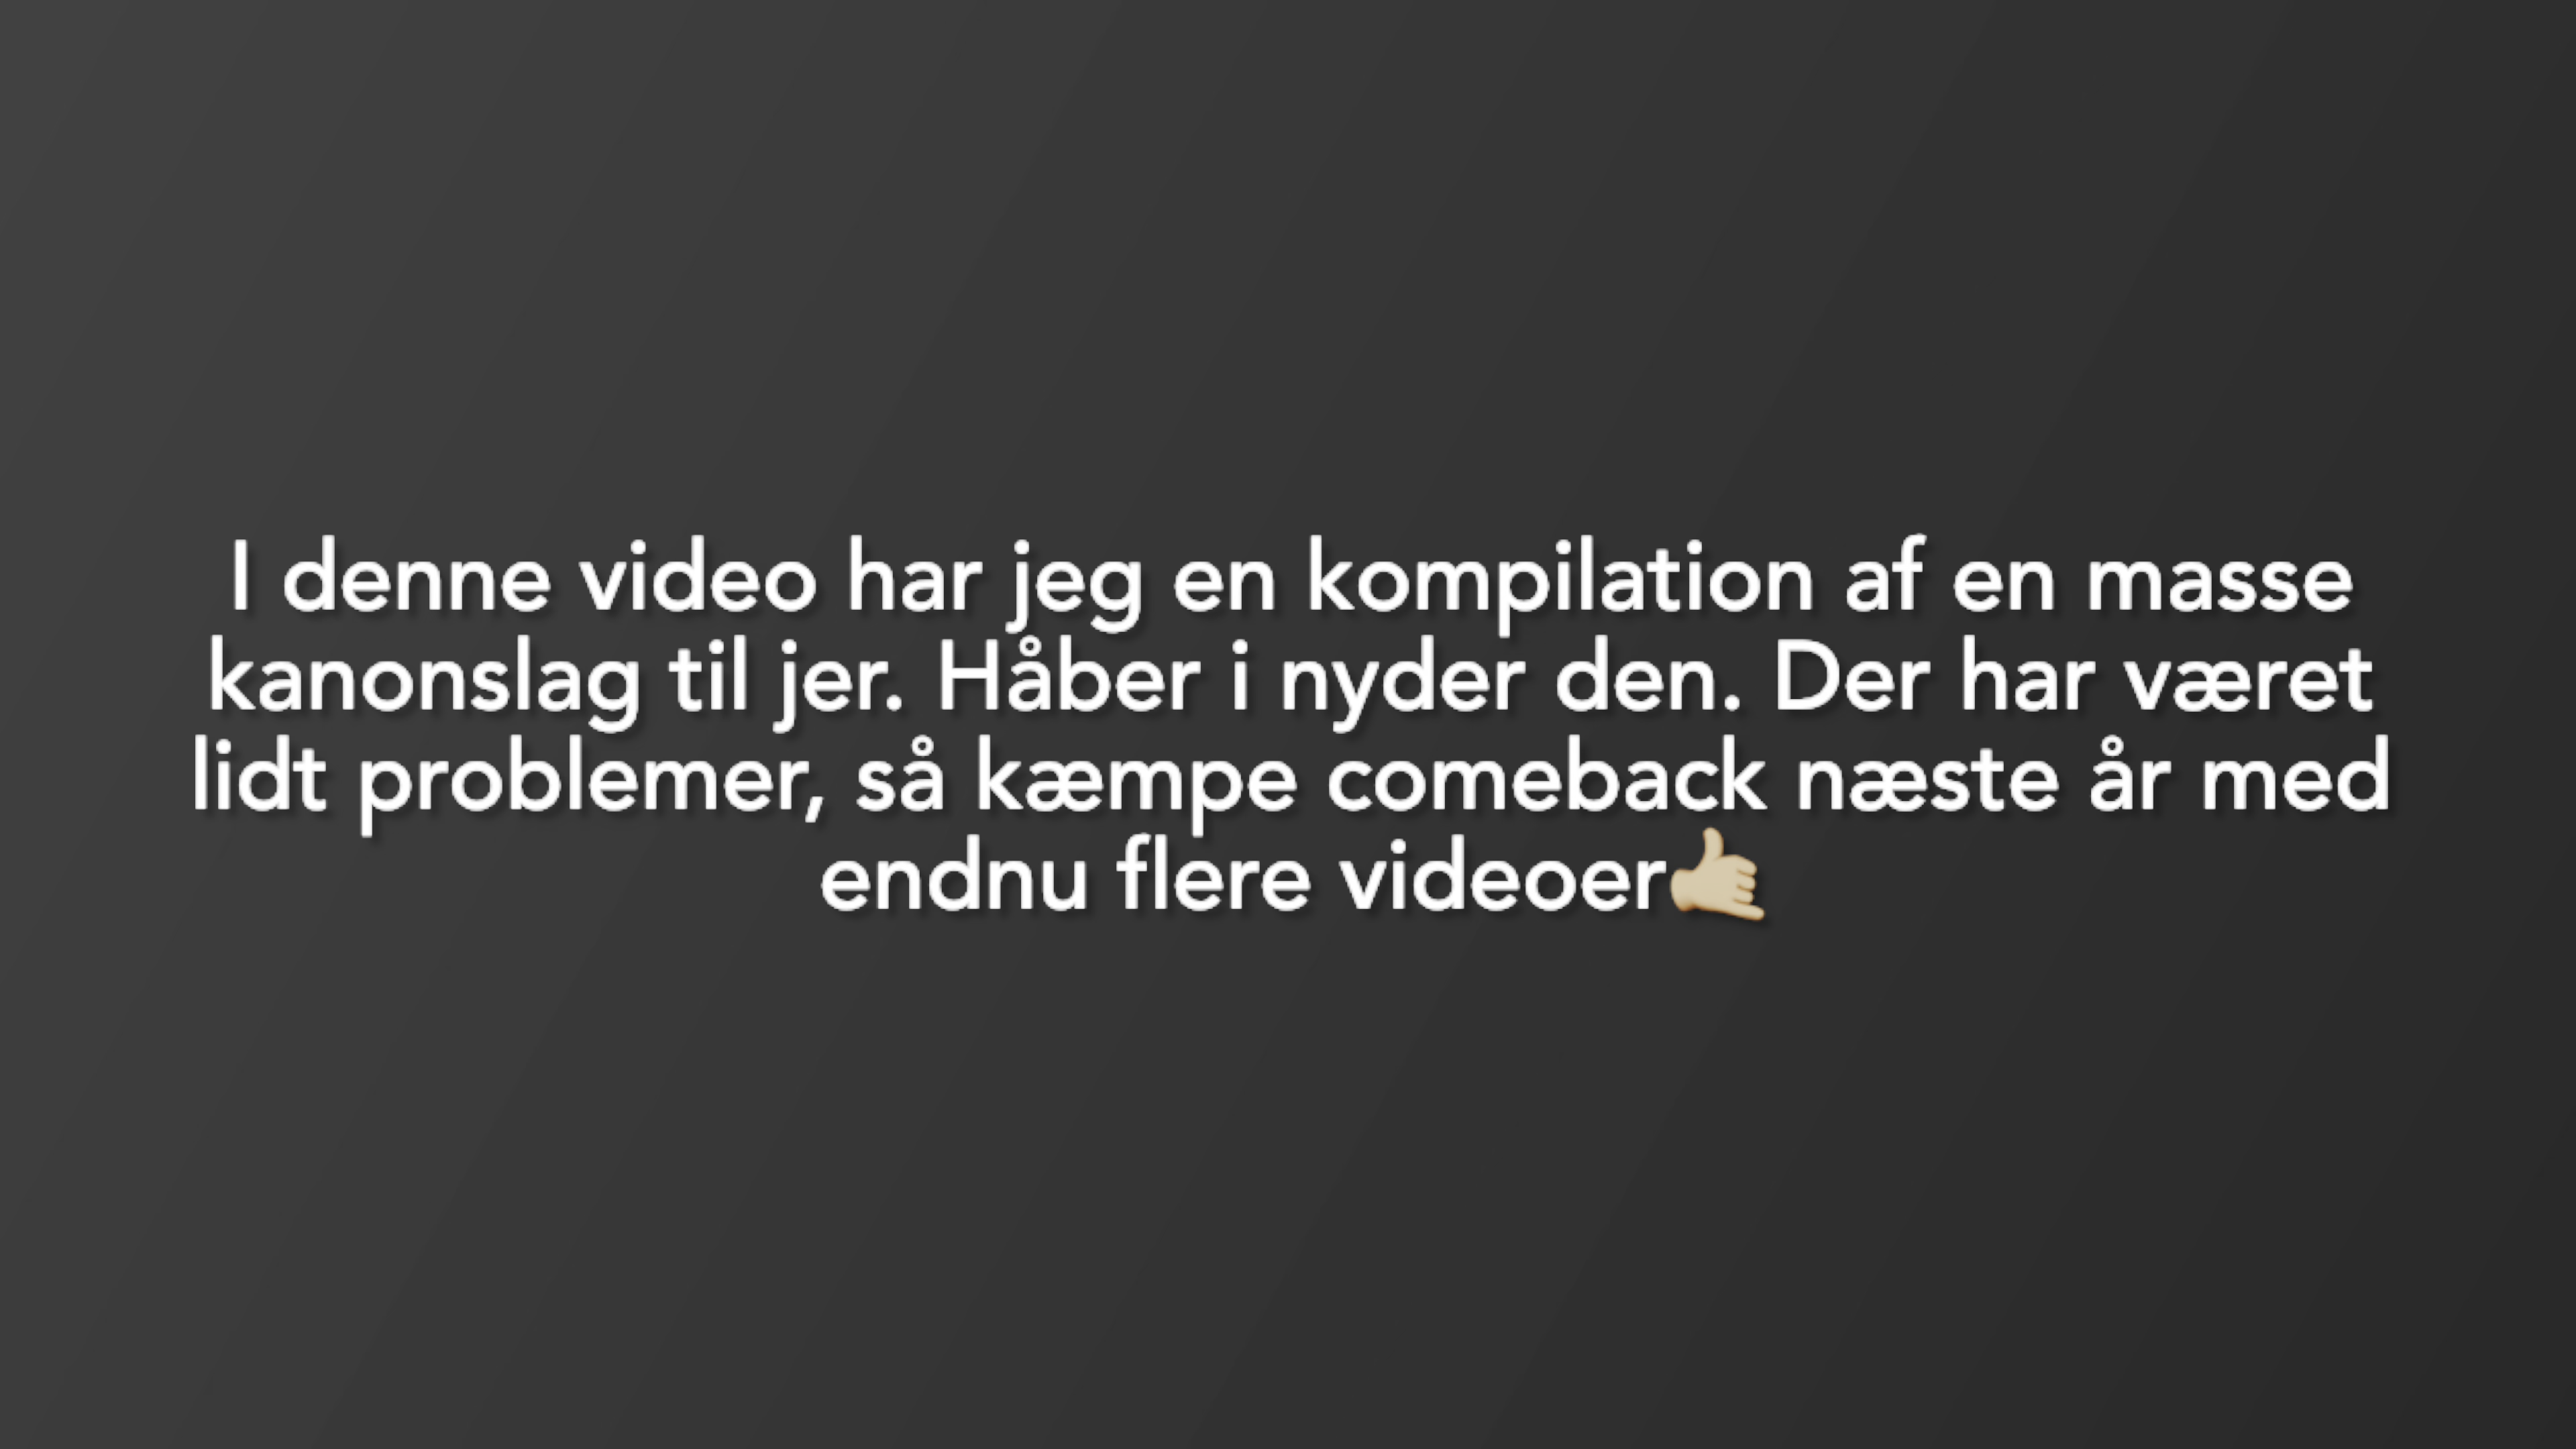 I denne video har jeg en kompilation af en masse
kanonslag til jer. Håber i nyder den. Der har været
lidt problemer, så kæmpe comeback næste år med
endnu flere videoer🤙🏼